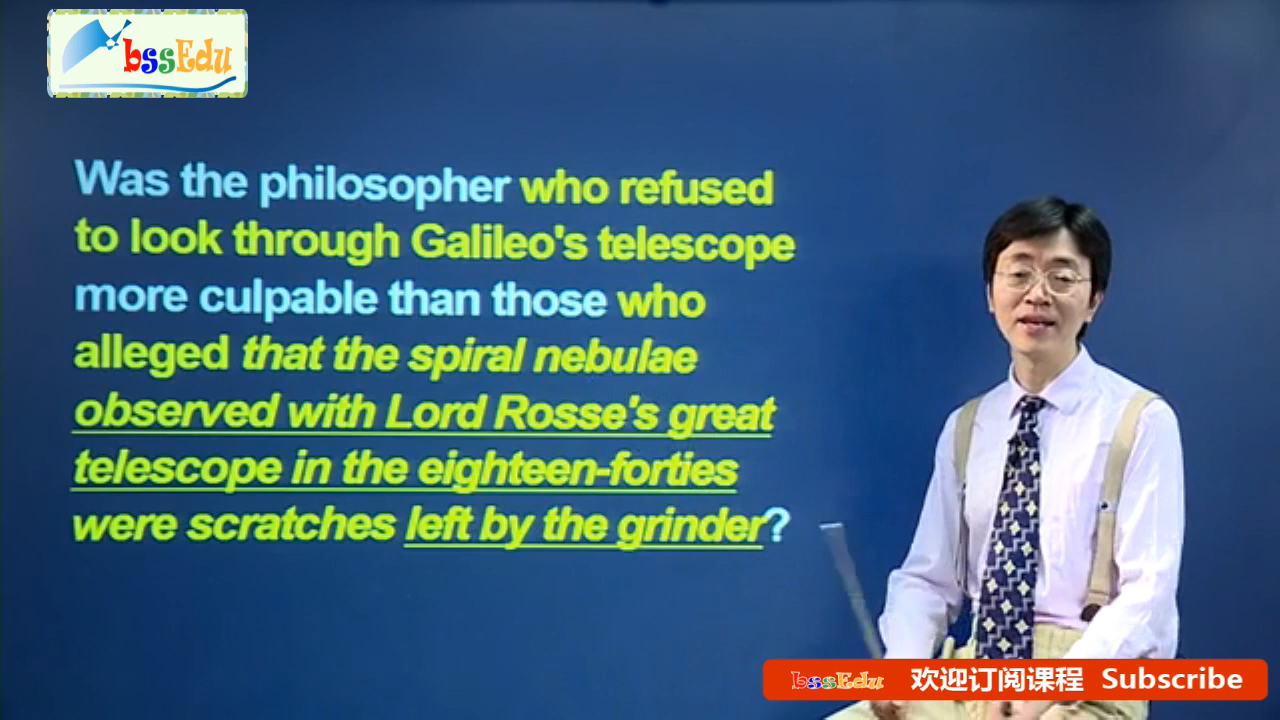 bssEdu
Was the philosopher who refused
to look through Galileo's telescope
more culpable than those who
alleged that the spiral nebulae
observed with Lord Rosse's great
telescope in the eighteen-forties
were scratches left by the grinder?
bssEdu 欢迎订阅课程 Subscribe